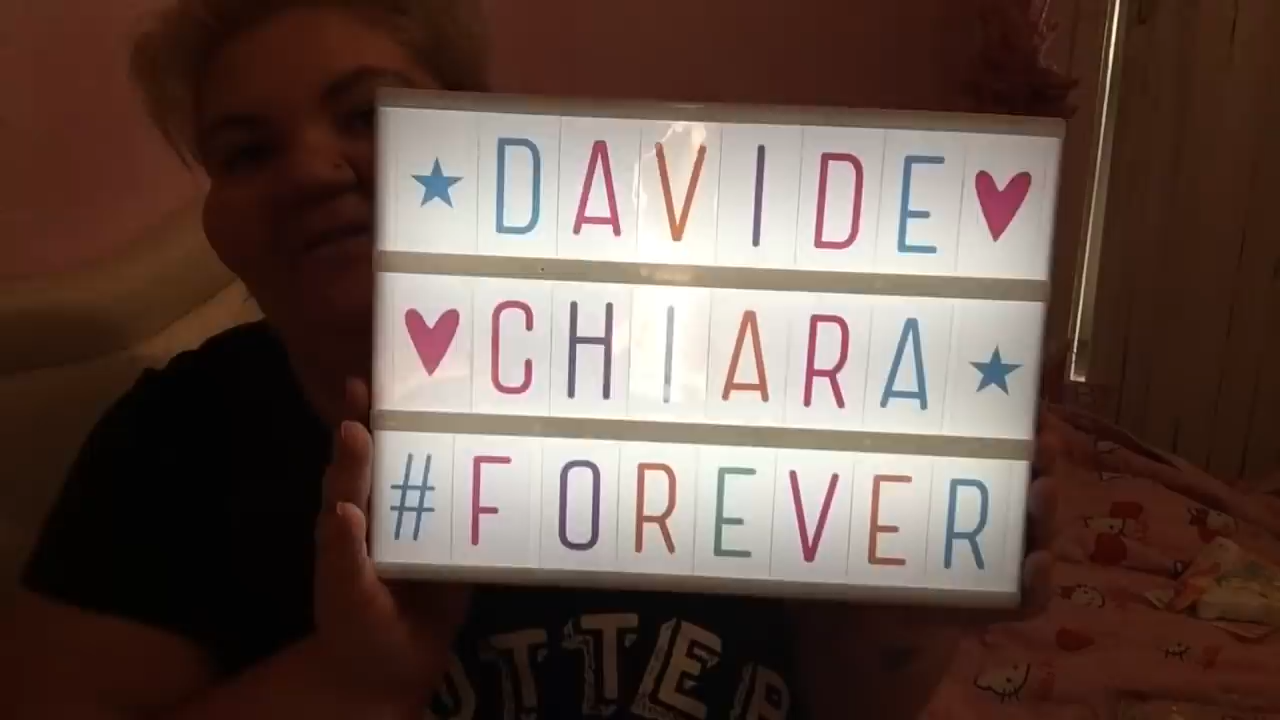 ★ DAVIDE ♥
♥ CHIARA ★
#FOREVER